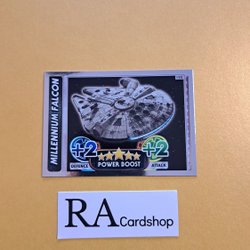 MILLENNIUM FALCON
+2
+2
DEFENCE
POWER BOOST
ATTACK
RA Cardshop